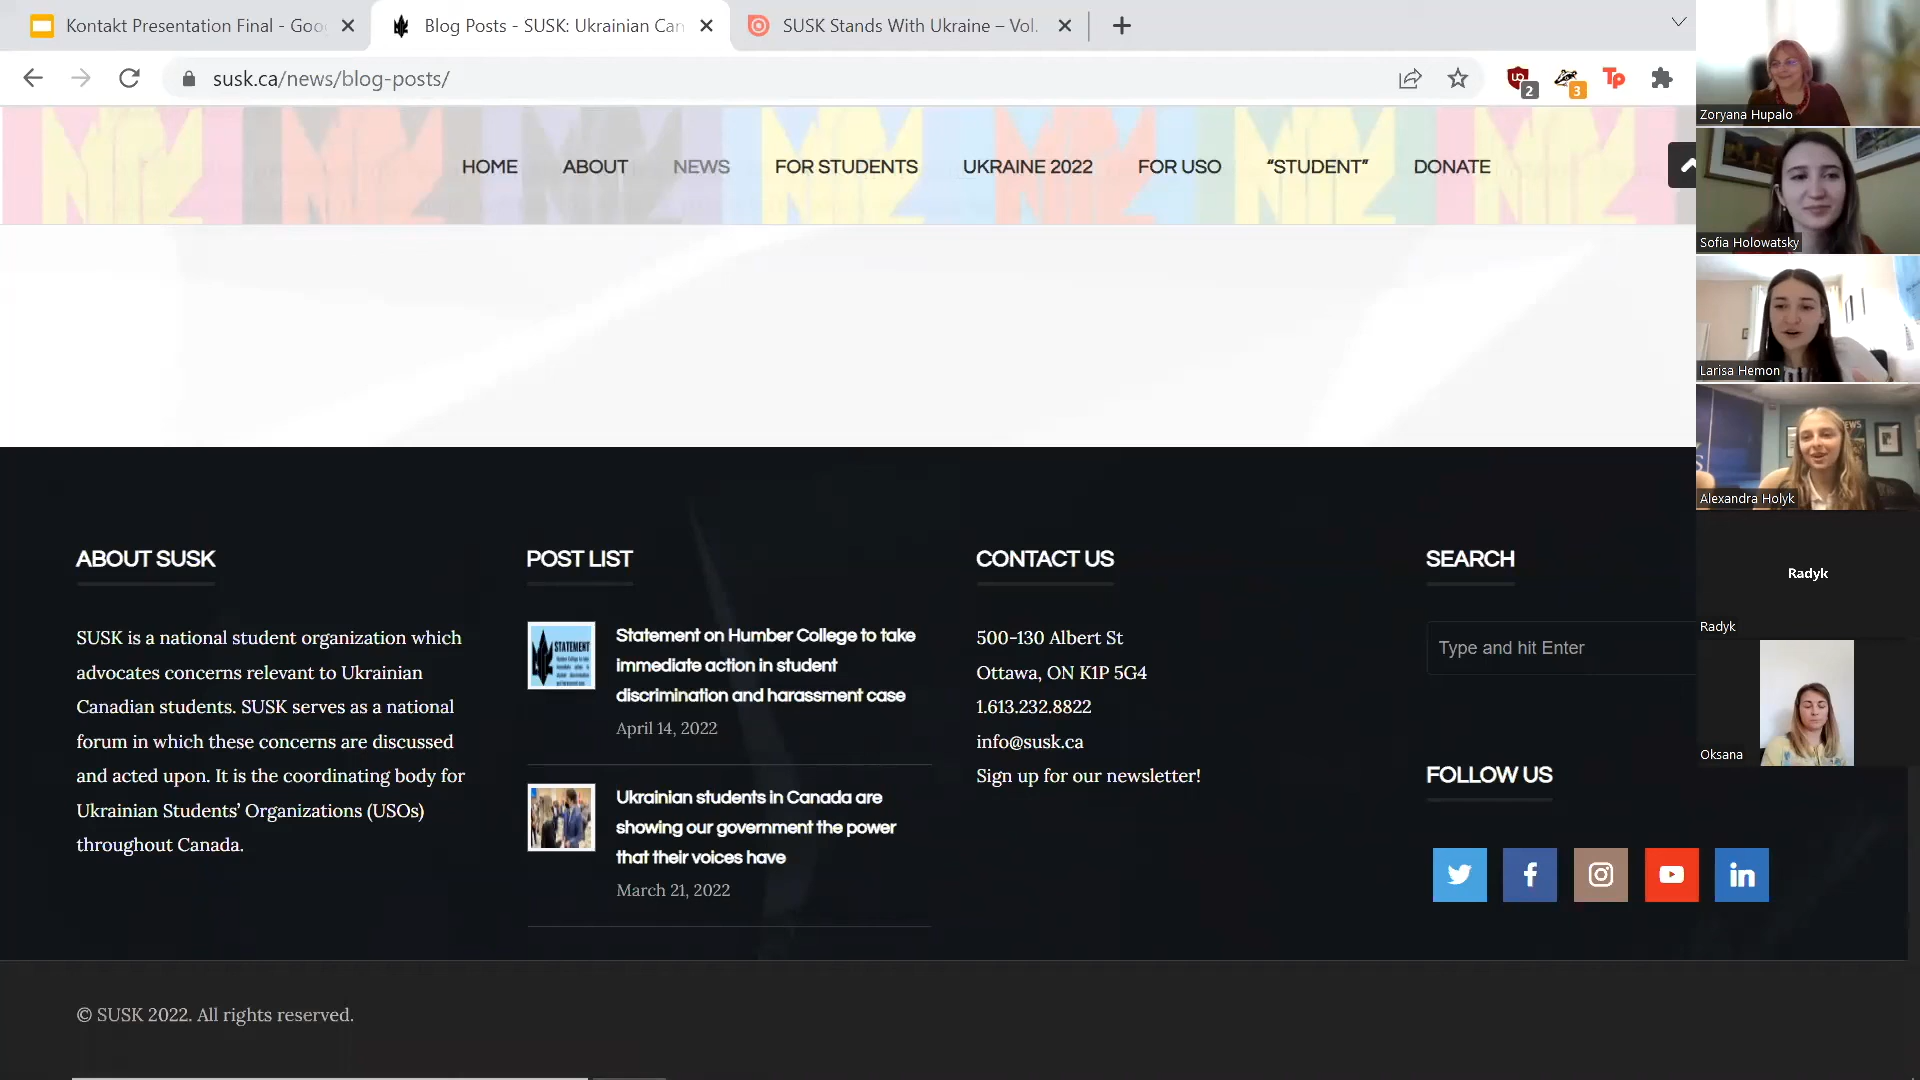 Kontakt Presentation Final - Goo
Blog Posts - SUSK: Ukrainian Can
SUSK Stands With Ukraine – Vol.
susk.ca/news/blog-posts/
2
3
Tp
HOME
ABOUT
NEWS
FOR STUDENTS
UKRAINE 2022
FOR USO
“STUDENT”
DONATE
Zoryana Hupalo
Sofia Holowatsky
Larisa Hemon
Alexandra Holyk
Radyk
Radyk
Oksana
ABOUT SUSK
SUSK is a national student organization which
advocates concerns relevant to Ukrainian
Canadian students. SUSK serves as a national
forum in which these concerns are discussed
and acted upon. It is the coordinating body for
Ukrainian Students’ Organizations (USOs)
throughout Canada.
POST LIST
STATEMENT
Statement on Humber College to take
immediate action in student
discrimination and harassment case
April 14, 2022
Ukrainian students in Canada are
showing our government the power
that their voices have
March 21, 2022
CONTACT US
500-130 Albert St
Ottawa, ON K1P 5G4
1.613.232.8822
info@susk.ca
Sign up for our newsletter!
SEARCH
Type and hit Enter
FOLLOW US
© SUSK 2022. All rights reserved.